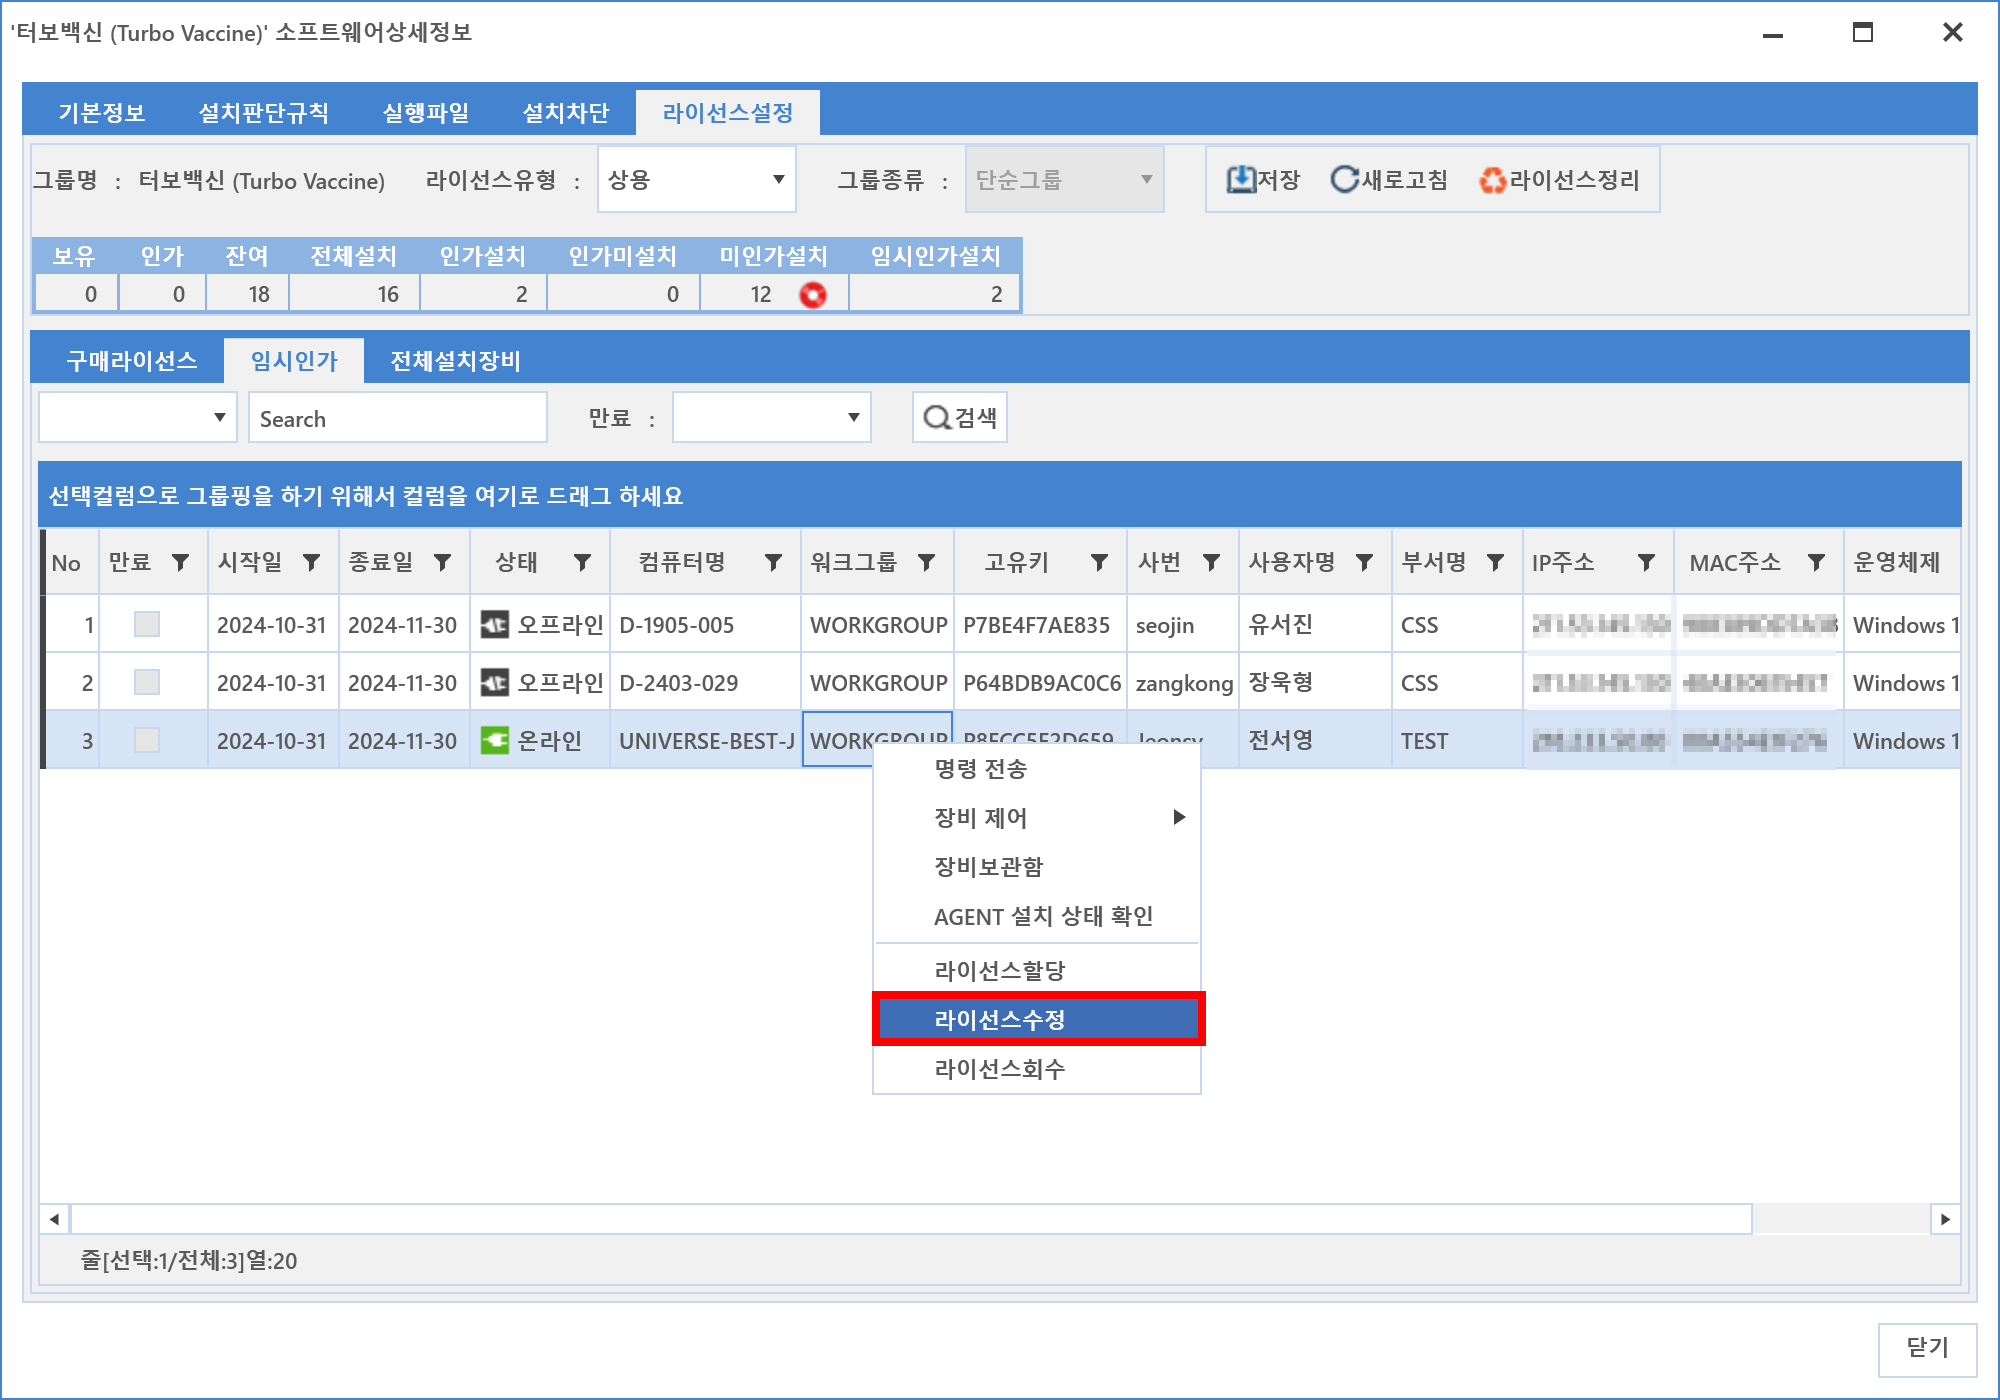 '터보백신 (Turbo Vaccine)' 소프트웨어상세정보
기본정보 설치판단규칙 실행파일 설치차단 라이선스설정
그룹명 : 터보백신 (Turbo Vaccine) 라이선스유형 : 상용 그룹종류 : 단순그룹 저장 새로고침 라이선스정리
보유 인가 잔여 전체설치 인가설치 인가미설치 미인가설치 임시인가설치
0 0 18 16 2 0 12 2
구매라이선스 임시인가 전체설치장비
Search 만료 : 검색
선택컬럼으로 그룹핑을 하기 위해서 컬럼을 여기로 드래그 하세요
No 만료 시작일 종료일 상태 컴퓨터명 워크그룹 고유키 사번 사용자명 부서명 IP주소 MAC주소 운영체제
1 2024-10-31 2024-11-30 오프라인 D-1905-005 WORKGROUP P7BE4F7AE835 seojin 유서진 CSS Windows 1
2 2024-10-31 2024-11-30 오프라인 D-2403-029 WORKGROUP P64BDB9AC0C6 zangkong 장욱형 CSS Windows 1
3 2024-10-31 2024-11-30 온라인 UNIVERSE-BEST-J WORKGROUP P8FCC5F2D659 Jeonsy 전서영 TEST Windows 1
명령 전송
장비 제어
장비보관함
AGENT 설치 상태 확인
라이선스할당
라이선스수정
라이선스회수
줄[선택:1/전체:3]열:20
닫기